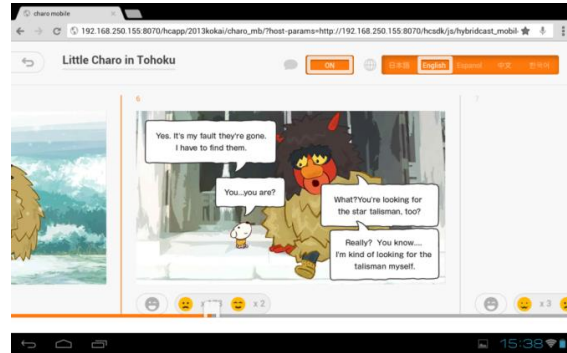 charo mobile
192.168.250.155:8070/hcapp/2013kokai/charo_mb/?host-params=http://192.168.250.155:8070/hcsdk/js/hybridcast_mobil
Little Charo in Tohoku
ON
日本語 English Espanol 中文 한국어
6
7
Yes. It's my fault they're gone.
I have to find them.
You...you are?
What?You're looking for
the star talisman, too?
Really? You know....
I'm kind of looking for the
talisman myself.
x 2
x 3
15:38